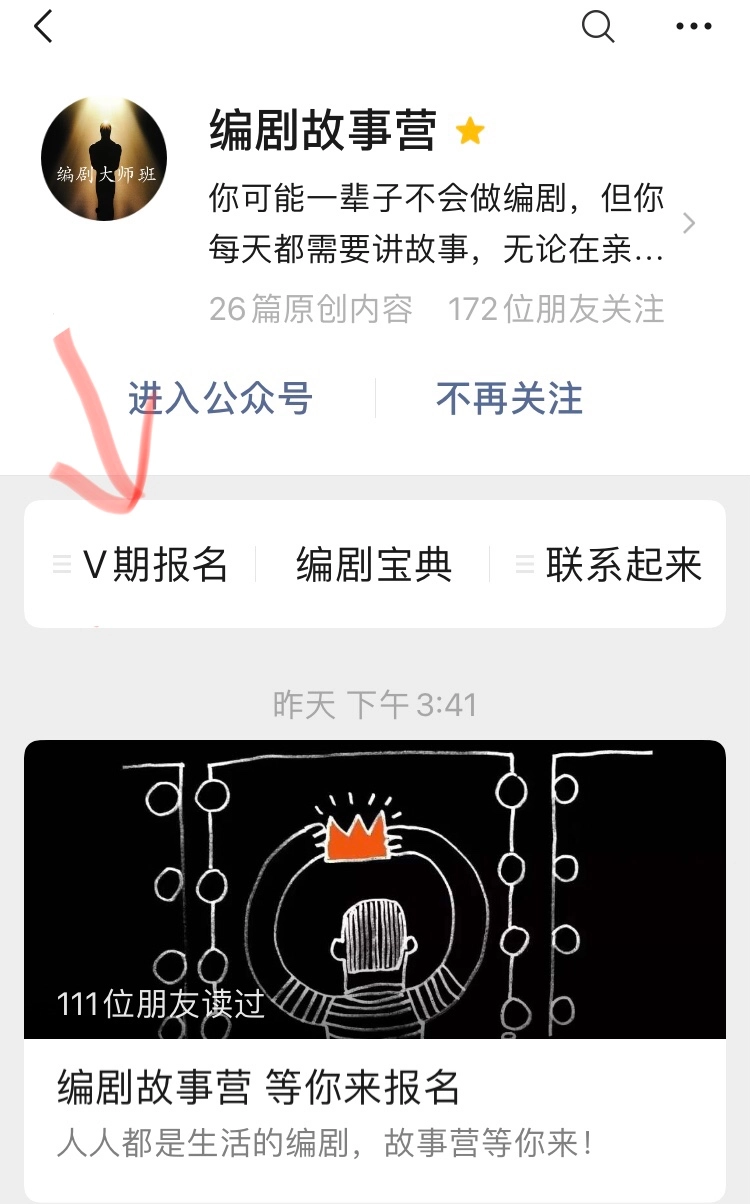 编剧故事营
编剧大师班
你可能一辈子不会做编剧，但你
每天都需要讲故事，无论在亲...
26篇原创内容 172位朋友关注
进入公众号 不再关注
V期报名 编剧宝典 联系起来
昨天 下午3:41
111位朋友读过
编剧故事营 等你来报名
人人都是生活的编剧，故事营等你来！